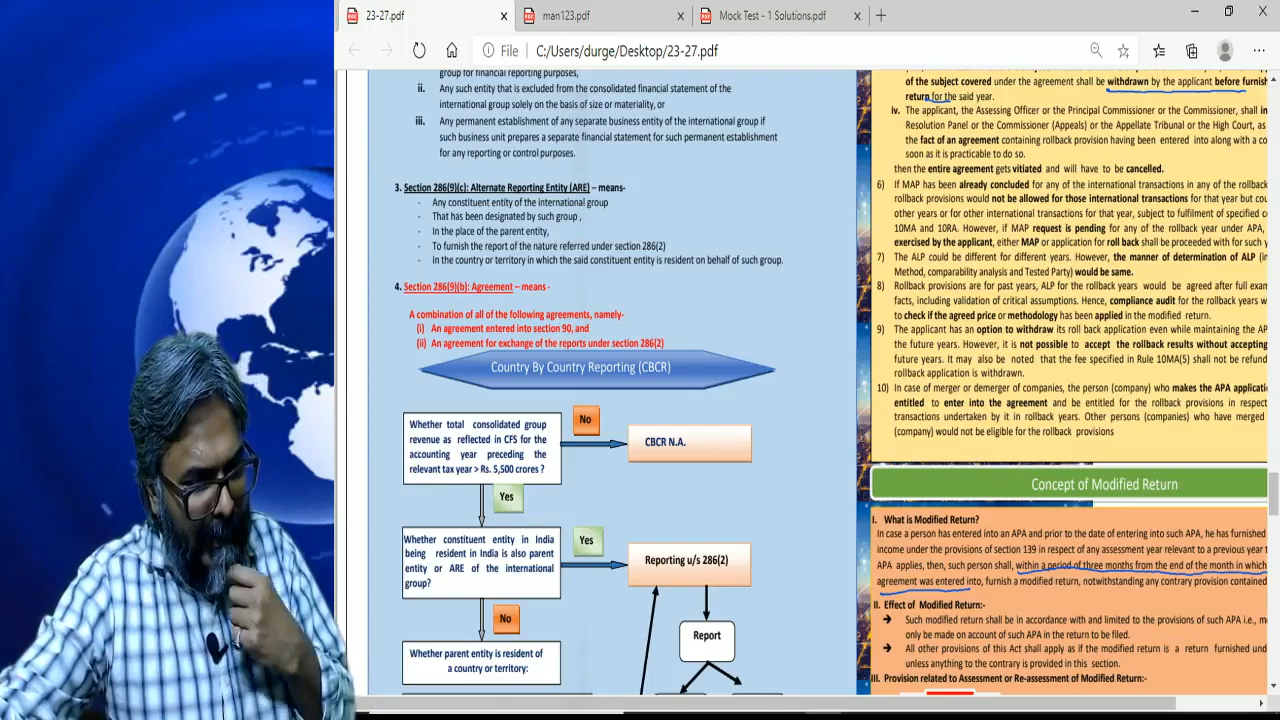 23-27.pdf
man123.pdf
Mock Test - 1 Solutions.pdf
File
C:/Users/durge/Desktop/23-27.pdf
group for financial reporting purposes,
ii. Any such entity that is excluded from the consolidated financial statement of the
international group solely on the basis of size or materiality, or
iii. Any permanent establishment of any separate business entity of the international group if
such business unit prepares a separate financial statement for such permanent establishment
for any reporting or control purposes.
3. Section 286(9)(c): Alternate Reporting Entity (ARE) – means-
- Any constituent entity of the international group
- That has been designated by such group ,
- In the place of the parent entity,
- To furnish the report of the nature referred under section 286(2)
- In the country or territory in which the said constituent entity is resident on behalf of such group.
4. Section 286(9)(b): Agreement – means -
A combination of all of the following agreements, namely-
(i) An agreement entered into section 90, and
(ii) An agreement for exchange of the reports under section 286(2)
Country By Country Reporting (CBCR)
Whether total consolidated group
revenue as reflected in CFS for the
accounting year preceding the
relevant tax year > Rs. 5,500 crores ?
No
CBCR N.A.
Yes
Whether constituent entity in India
being resident in India is also parent
entity or ARE of the international
group?
Yes
Reporting u/s 286(2)
No
Report
Whether parent entity is resident of
a country or territory:
of the subject covered under the agreement shall be withdrawn by the applicant before furnish
return for the said year.
iv. The applicant, the Assessing Officer or the Principal Commissioner or the Commissioner, shall in
Resolution Panel or the Commissioner (Appeals) or the Appellate Tribunal or the High Court, as
the fact of an agreement containing rollback provision having been entered into along with a co
soon as it is practicable to do so.
then the entire agreement gets vitiated and will have to be cancelled.
6) If MAP has been already concluded for any of the international transactions in any of the rollback
rollback provisions would not be allowed for those international transactions for that year but cou
other years or for other international transactions for that year, subject to fulfilment of specified c
10MA and 10RA. However, if MAP request is pending for any of the rollback year under APA,
exercised by the applicant, either MAP or application for roll back shall be proceeded with for such y
7) The ALP could be different for different years. However, the manner of determination of ALP (in
Method, comparability analysis and Tested Party) would be same.
8) Rollback provisions are for past years, ALP for the rollback years would be agreed after full exam
facts, including validation of critical assumptions. Hence, compliance audit for the rollback years w
to check if the agreed price or methodology has been applied in the modified return.
9) The applicant has an option to withdraw its roll back application even while maintaining the AP
the future years. However, it is not possible to accept the rollback results without accepting
future years. It may also be noted that the fee specified in Rule 10MA(5) shall not be refund
rollback application is withdrawn.
10) In case of merger or demerger of companies, the person (company) who makes the APA applicati
entitled to enter into the agreement and be entitled for the rollback provisions in respect
transactions undertaken by it in rollback years. Other persons (companies) who have merged
(company) would not be eligible for the rollback provisions
Concept of Modified Return
I. What is Modified Return?
In case a person has entered into an APA and prior to the date of entering into such APA, he has furnished
income under the provisions of section 139 in respect of any assessment year relevant to a previous year t
APA applies, then, such person shall, within a period of three months from the end of the month in which
agreement was entered into, furnish a modified return, notwithstanding any contrary provision contained
II. Effect of Modified Return:-
Such modified return shall be in accordance with and limited to the provisions of such APA i.e., m
only be made on account of such APA in the return to be filed.
All other provisions of this Act shall apply as if the modified return is a return furnished und
unless anything to the contrary is provided in this section.
III. Provision related to Assessment or Re-assessment of Modified Return:-